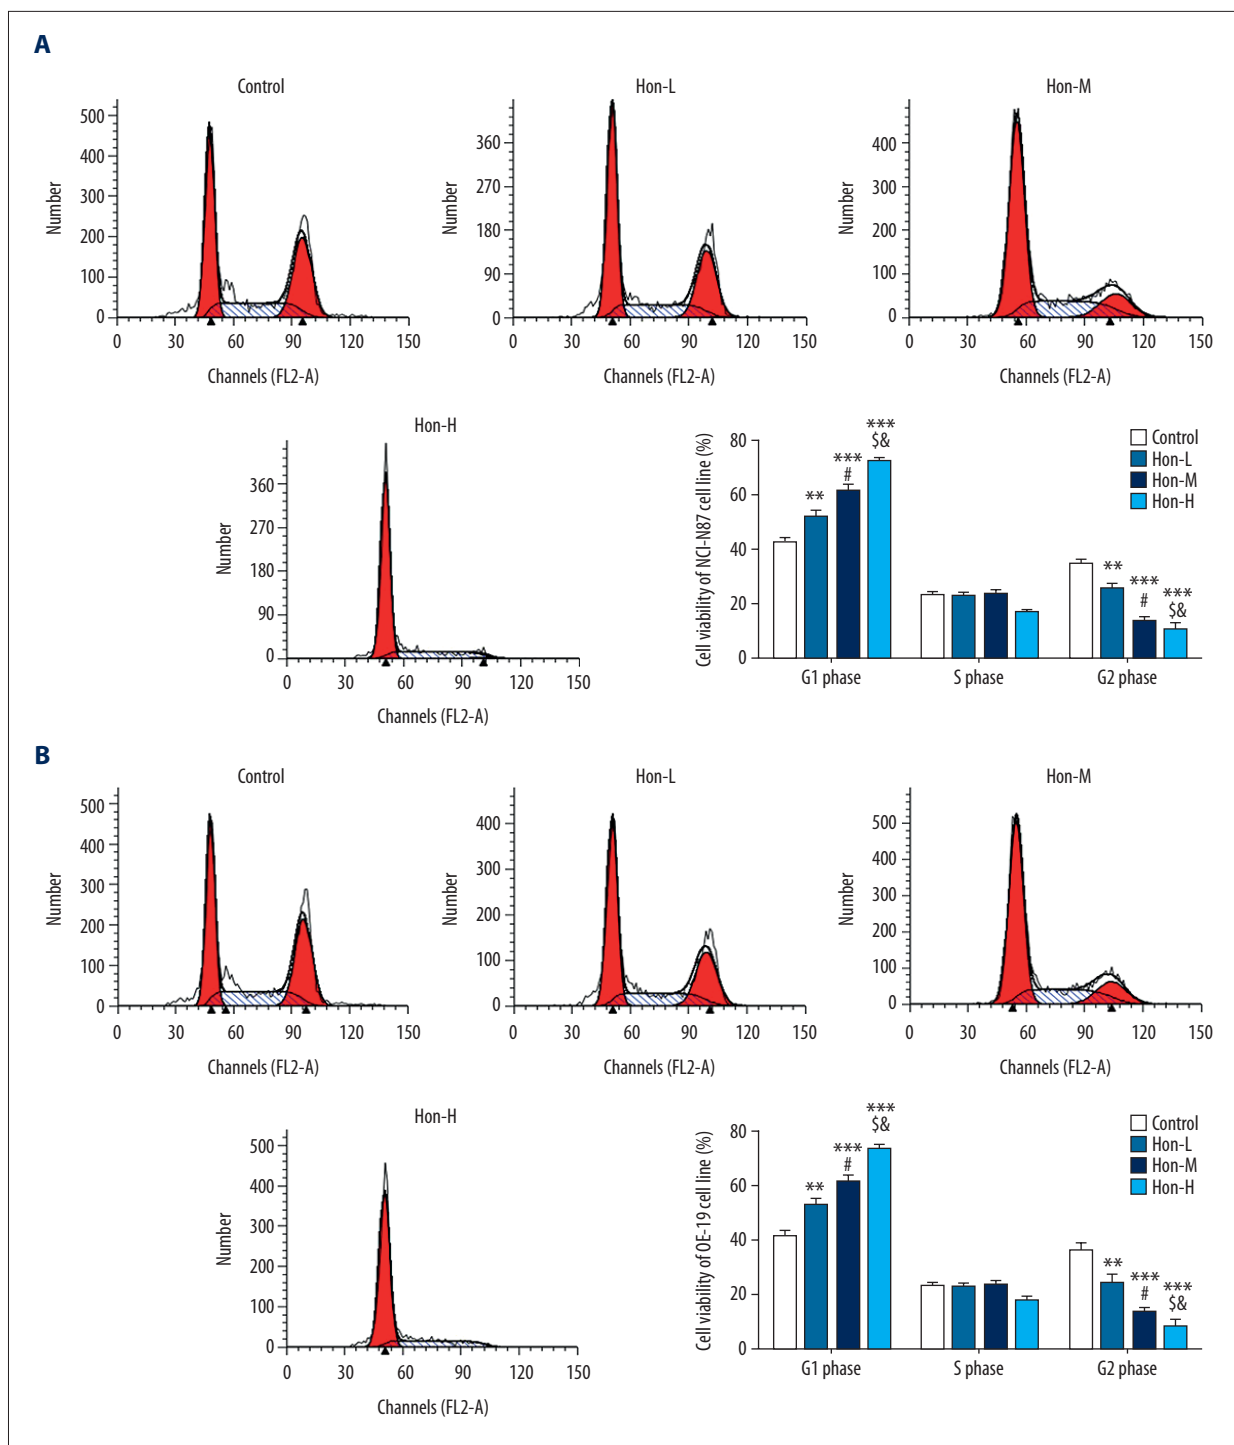 A
Control
Number
500
400
300
200
100
0
0 30 60 90 120 150
Channels (FL2-A)
Hon-L
Number
360
270
180
90
0
0 30 60 90 120 150
Channels (FL2-A)
Hon-M
Number
400
300
200
100
0
0 30 60 90 120 150
Channels (FL2-A)
Hon-H
Number
360
270
180
90
0
0 30 60 90 120 150
Channels (FL2-A)
Cell viability of NCI-N87 cell line (%)
80
60
40
20
0
**
***
#
***
$&
**
***
#
***
$&
G1 phase S phase G2 phase
Control
Hon-L
Hon-M
Hon-H
B
Control
Number
500
400
300
200
100
0
0 30 60 90 120 150
Channels (FL2-A)
Hon-L
Number
400
300
200
100
0
0 30 60 90 120 150
Channels (FL2-A)
Hon-M
Number
500
400
300
200
100
0
0 30 60 90 120 150
Channels (FL2-A)
Hon-H
Number
500
400
300
200
100
0
0 30 60 90 120 150
Channels (FL2-A)
Cell viability of OE-19 cell line (%)
80
60
40
20
0
**
***
#
***
$&
**
***
#
***
$&
G1 phase S phase G2 phase
Control
Hon-L
Hon-M
Hon-H